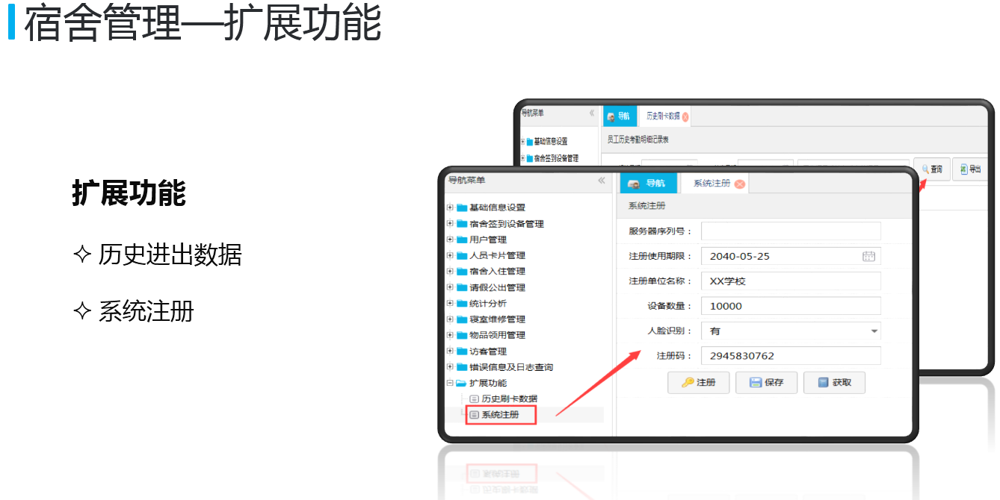 宿舍管理—扩展功能
扩展功能
✧ 历史进出数据
✧ 系统注册
导航菜单
导航
历史刷卡数据
基础信息设置
员工历史考勤明细记录表
宿舍签到设备管理
查询
导出
导航菜单
导航
系统注册
基础信息设置
宿舍签到设备管理
用户管理
人员卡片管理
宿舍入住管理
请假公出管理
统计分析
寝室维修管理
物品领用管理
访客管理
错误信息及日志查询
扩展功能
历史刷卡数据
系统注册
系统注册
服务器序列号：
注册使用期限： 2040-05-25
注册单位名称： XX学校
设备数量： 10000
人脸识别： 有
注册码： 2945830762
注册 保存 获取